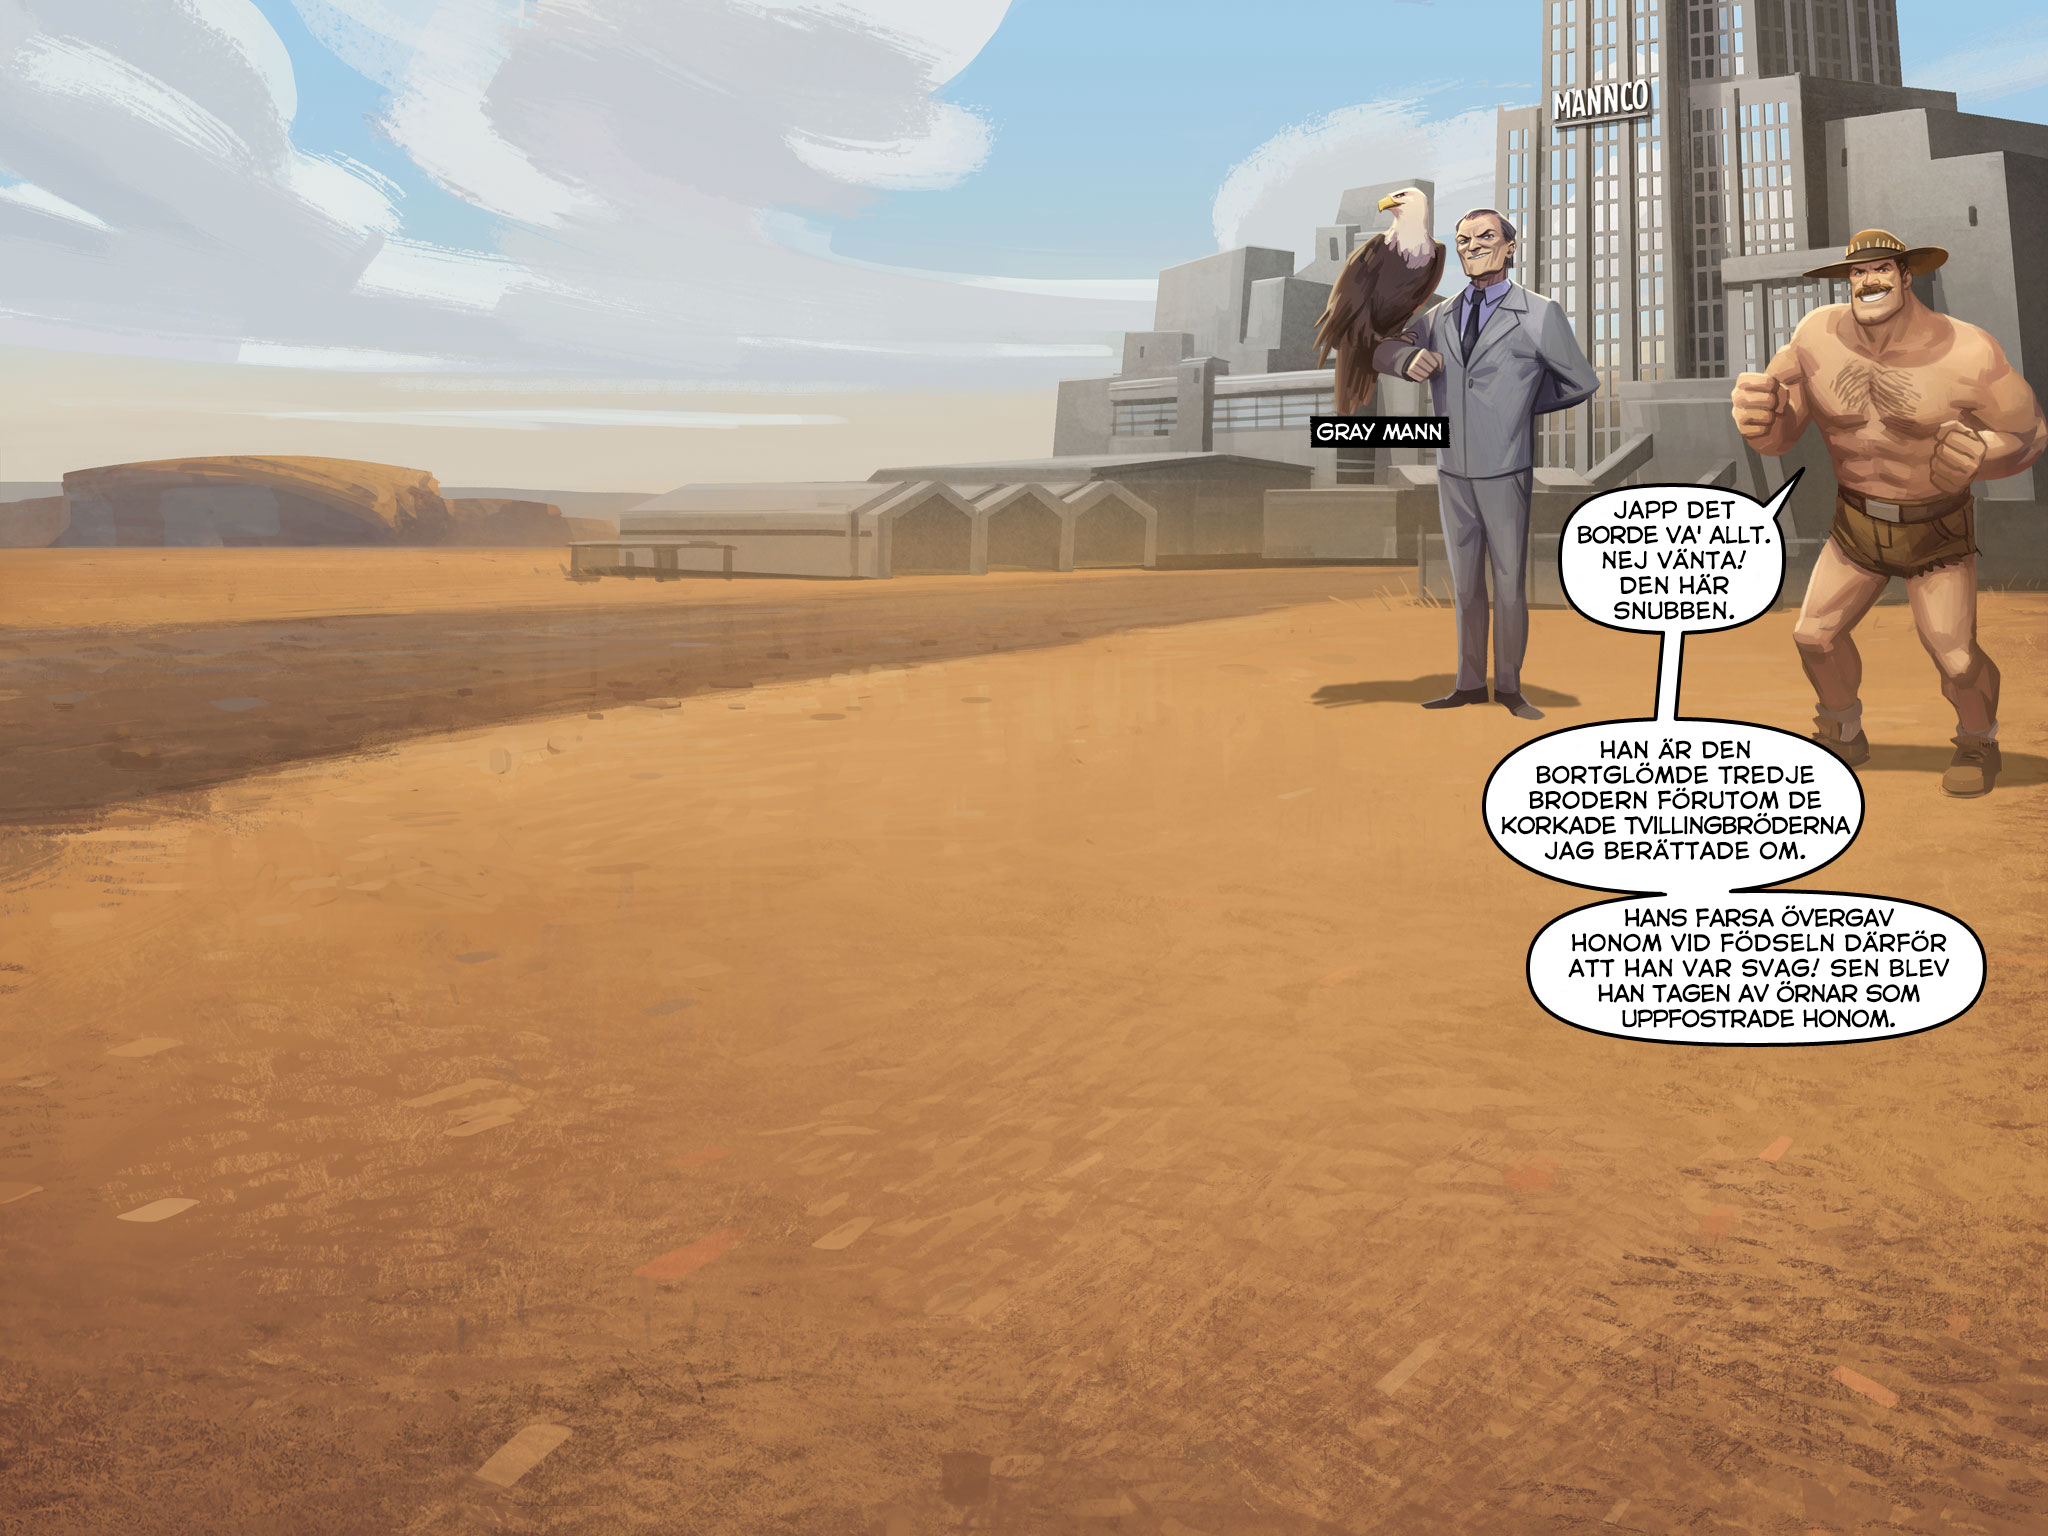 MANNCO
GRAY MANN
JAPP DET
BORDE VA' ALLT.
NEJ VÄNTA!
DEN HÄR
SNUBBEN.
HAN ÄR DEN
BORTGLÖMDE TREDJE
BRODERN FÖRUTOM DE
KORKADE TVILLINGBRÖDERNA
JAG BERÄTTADE OM.
HANS FARSA ÖVERGAV
HONOM VID FÖDSELN DÄRFÖR
ATT HAN VAR SVAG! SEN BLEV
HAN TAGEN AV ÖRNAR SOM
UPPFOSTRADE HONOM.